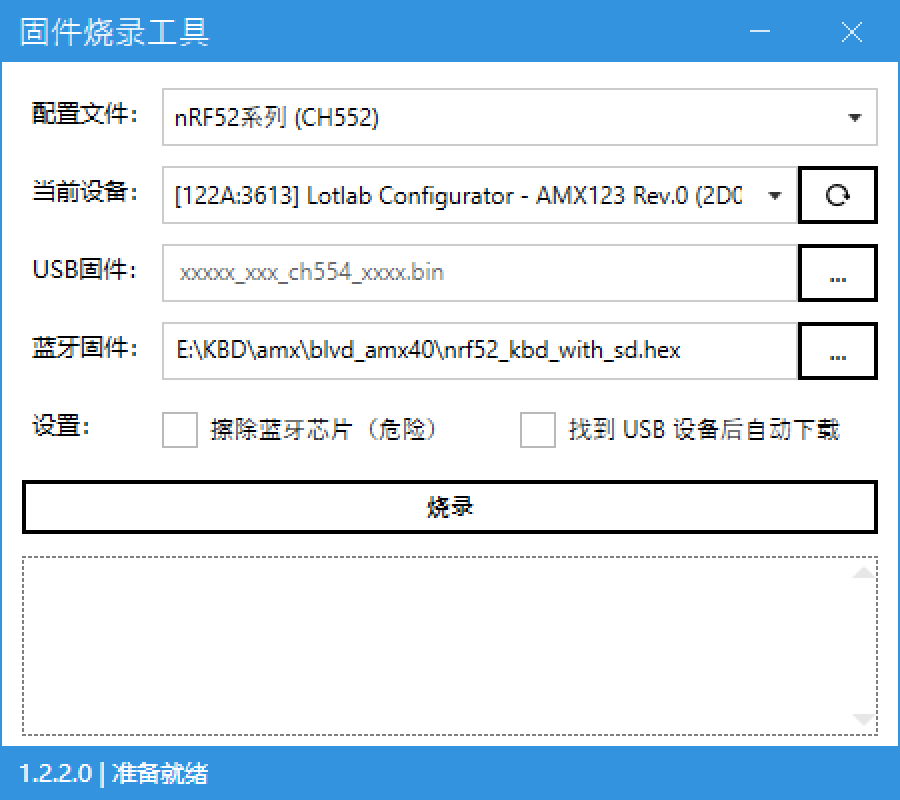 固件烧录工具
配置文件： nRF52系列 (CH552)
当前设备： [122A:3613] Lotlab Configurator - AMX123 Rev.0 (2D0
USB固件： xxxxx_xxx_ch554_xxxx.bin ...
蓝牙固件： E:\KBD\amx\blvd_amx40\nrf52_kbd_with_sd.hex ...
设置： 擦除蓝牙芯片（危险） 找到 USB 设备后自动下载
烧录
1.2.2.0 | 准备就绪